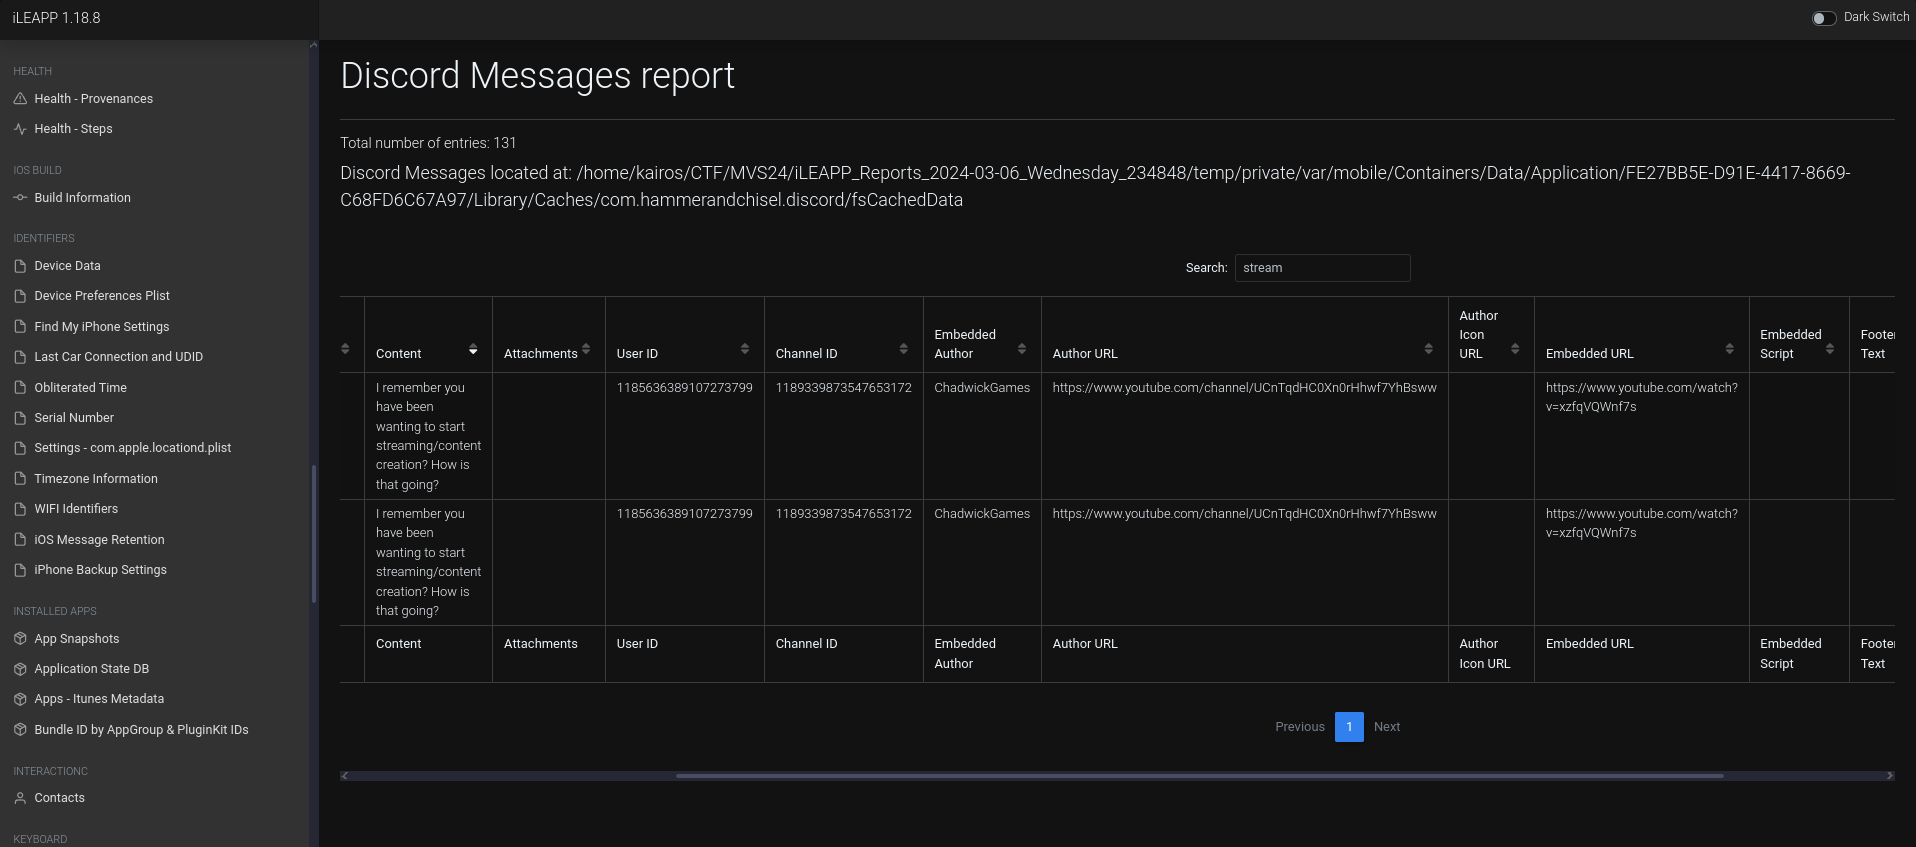 iLEAPP 1.18.8
Dark Switch
HEALTH
Health - Provenances
Health - Steps
IOS BUILD
Build Information
IDENTIFIERS
Device Data
Device Preferences Plist
Find My iPhone Settings
Last Car Connection and UDID
Obliterated Time
Serial Number
Settings - com.apple.locationd.plist
Timezone Information
WIFI Identifiers
iOS Message Retention
iPhone Backup Settings
INSTALLED APPS
App Snapshots
Application State DB
Apps - Itunes Metadata
Bundle ID by AppGroup & PluginKit IDs
INTERACTIONC
Contacts
KEYBOARD
Discord Messages report
Total number of entries: 131
Discord Messages located at: /home/kairos/CTF/MVS24/iLEAPP_Reports_2024-03-06_Wednesday_234848/temp/private/var/mobile/Containers/Data/Application/FE27BB5E-D91E-4417-8669-
C68FD6C67A97/Library/Caches/com.hammerandchisel.discord/fsCachedData
Search: stream
Content
Attachments
User ID
Channel ID
Embedded
Author
Author URL
Author
Icon
URL
Embedded URL
Embedded
Script
Footer
Text
I remember you
have been
wanting to start
streaming/content
creation? How is
that going?
1185636389107273799
1189339873547653172
ChadwickGames
https://www.youtube.com/channel/UCnTqdHC0Xn0rHhwf7YhBsww
https://www.youtube.com/watch?
v=xzfqVQWnf7s
I remember you
have been
wanting to start
streaming/content
creation? How is
that going?
1185636389107273799
1189339873547653172
ChadwickGames
https://www.youtube.com/channel/UCnTqdHC0Xn0rHhwf7YhBsww
https://www.youtube.com/watch?
v=xzfqVQWnf7s
Content
Attachments
User ID
Channel ID
Embedded
Author
Author URL
Author
Icon URL
Embedded URL
Embedded
Script
Footer
Text
Previous 1 Next